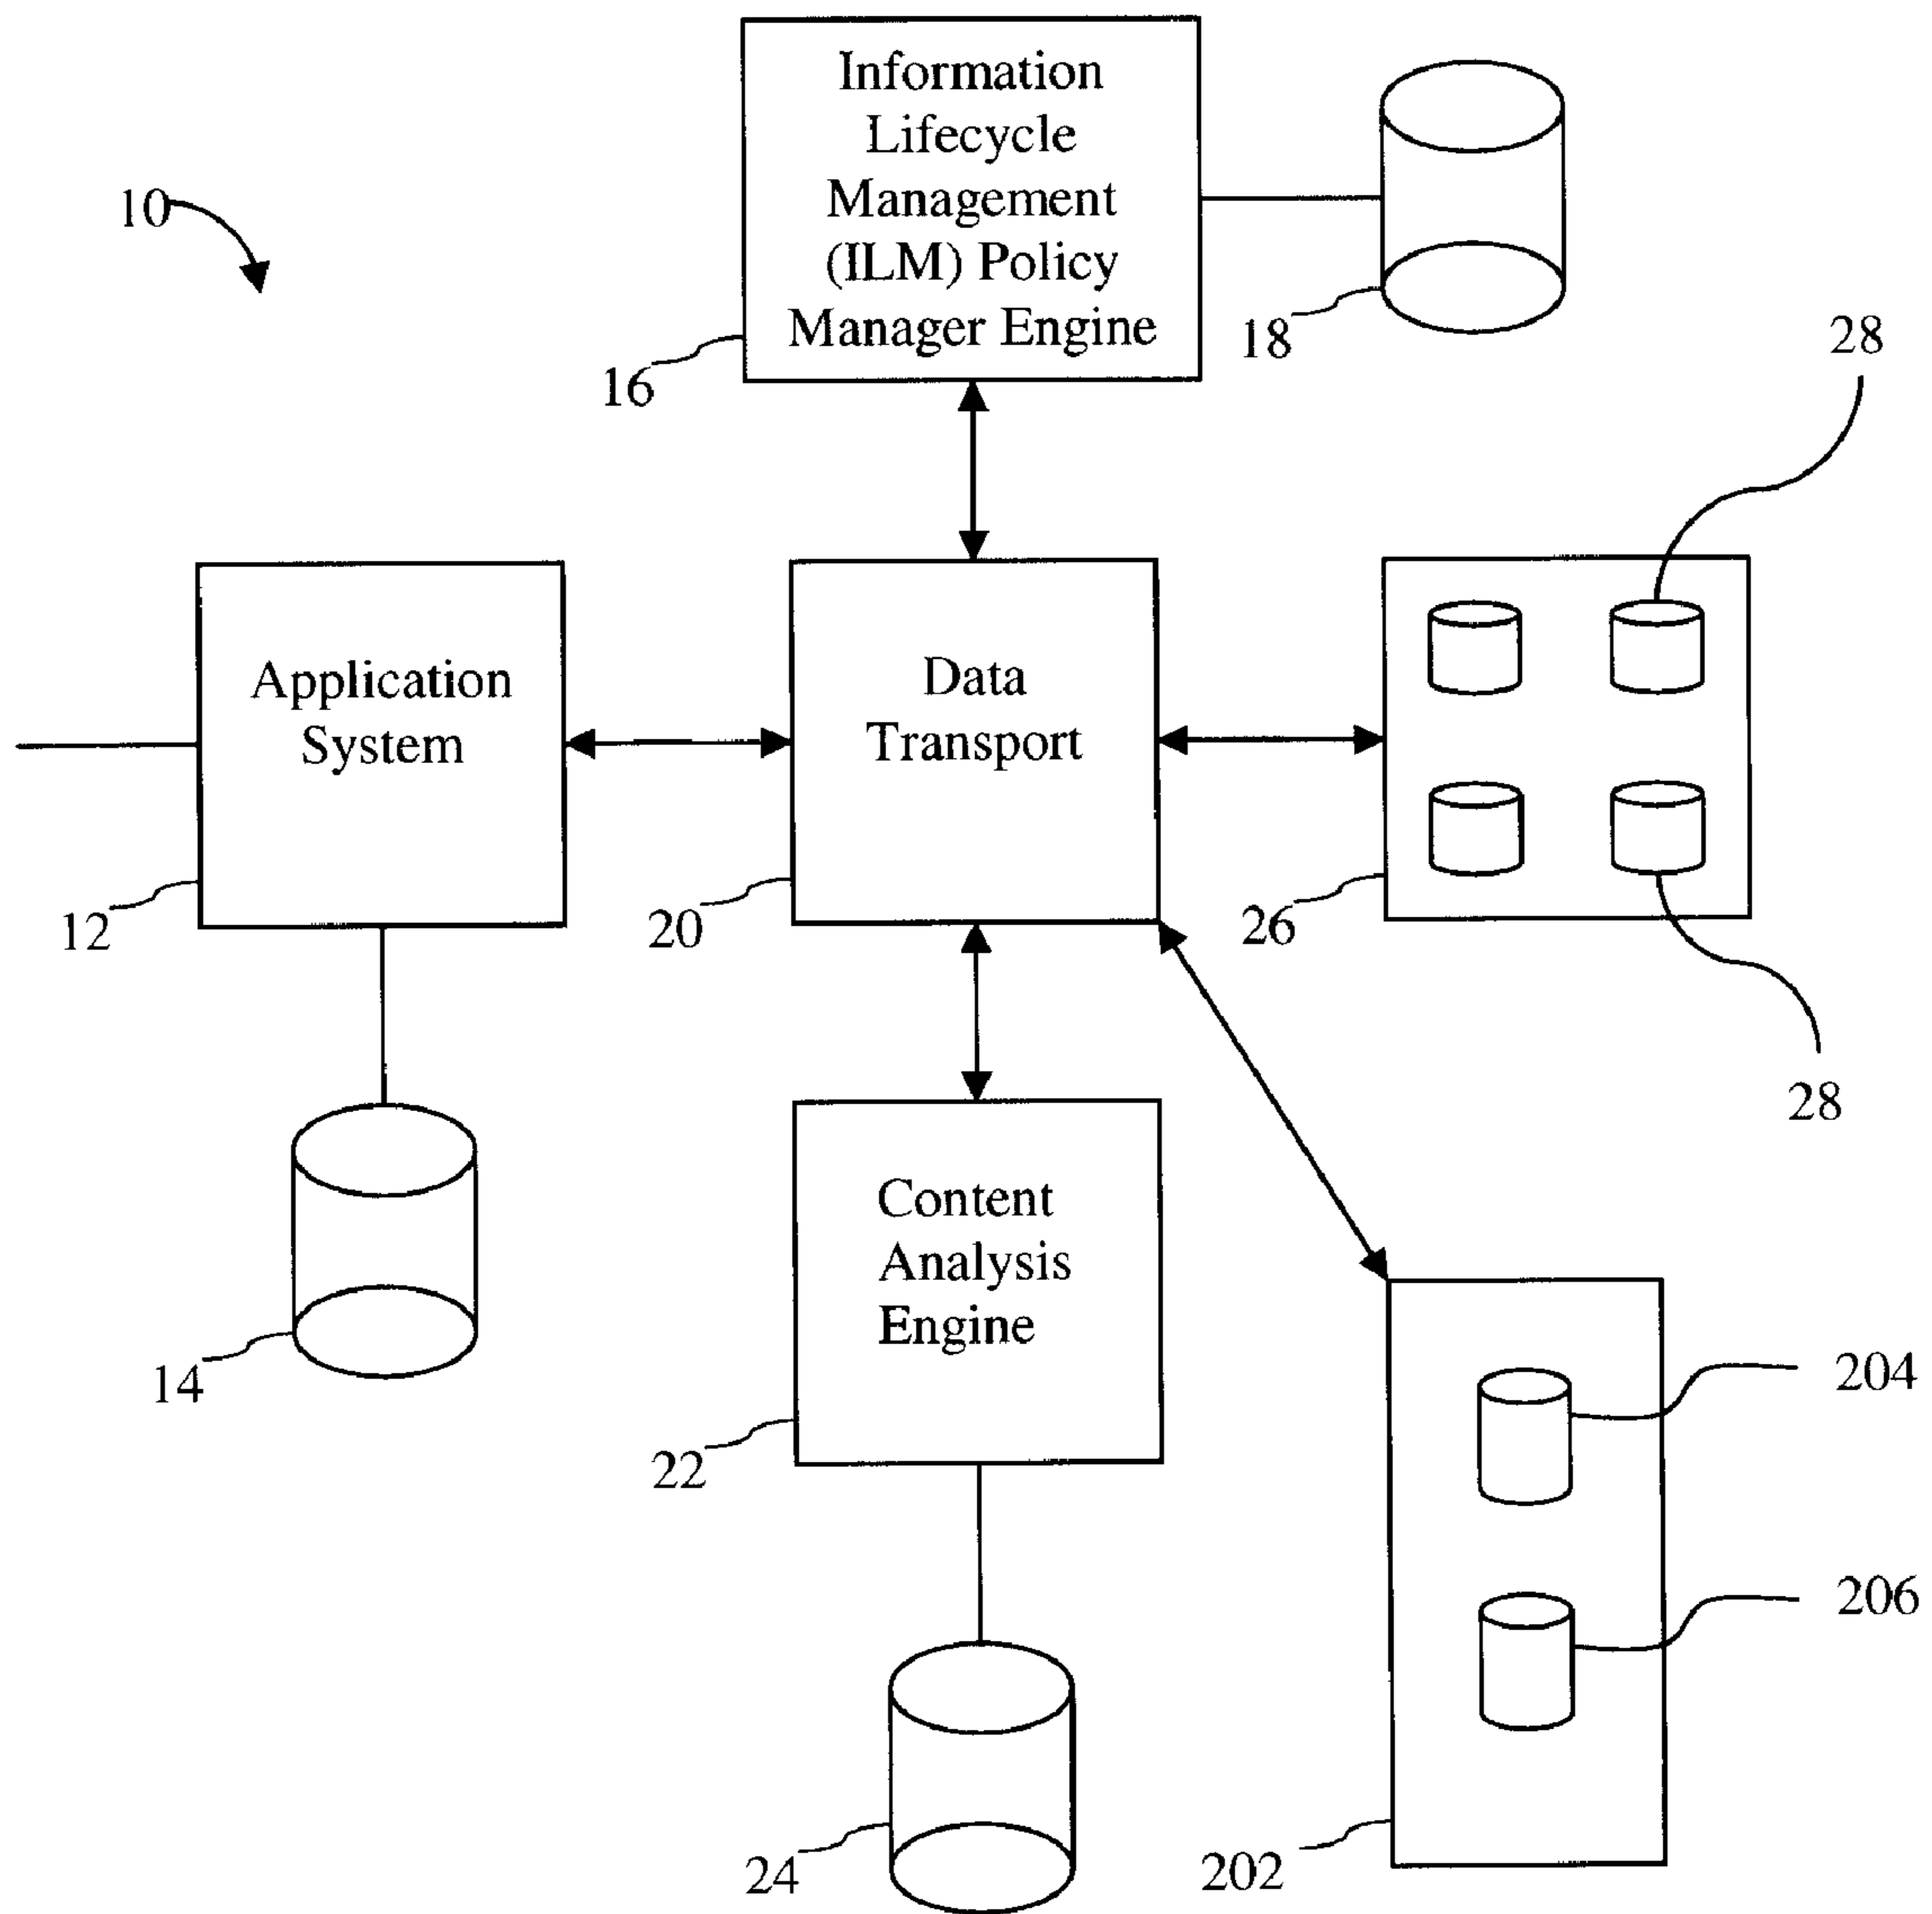 Information
Lifecycle
Management
(ILM) Policy
Manager Engine
10
16
18
28
Application
System
Data
Transport
12
20
26
28
Content
Analysis
Engine
14
22
204
206
24
202